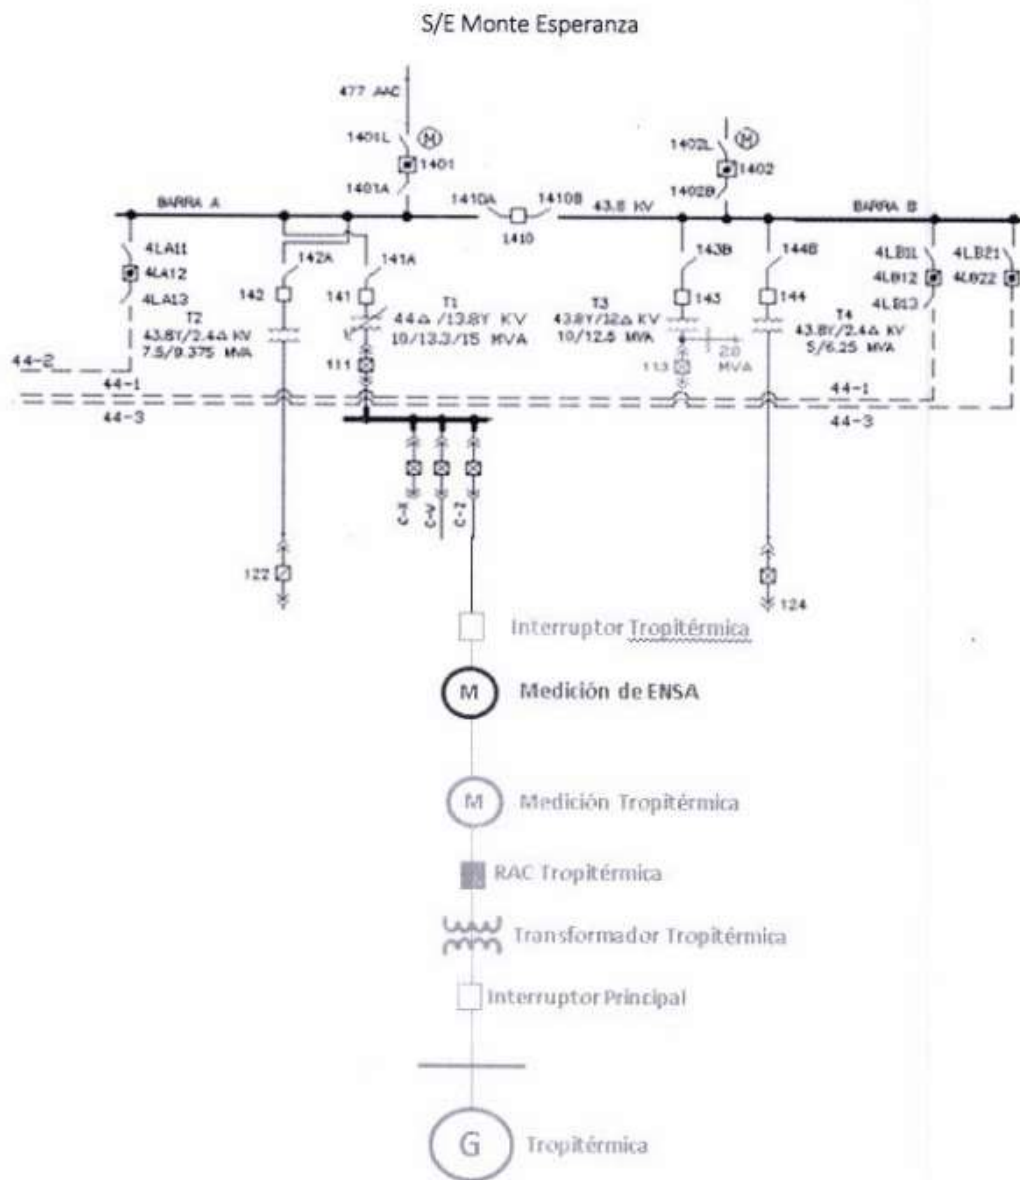 S/E Monte Esperanza
477 AAC
1401L
M
1401
1401A
1402L
M
1402
1402B
BARRA A
1410A
1410B
1410
43.8 KV
BARRA B
4LA11
4LA12
4LA13
142A
141A
142
141
T2
43.8Y/2.4Δ KV
7.5/9.375 MVA
T1
44Δ/13.8Y KV
10/13.3/15 MVA
111
143B
143
T3
43.8Y/12Δ KV
10/12.5 MVA
113
2.0
MVA
144B
144
T4
43.8Y/2.4Δ KV
5/6.25 MVA
4LB11
4LB12
4LB13
4LB21
4LB22
44-2
44-1
44-3
44-1
44-3
122
124
Interruptor Tropitérmica
M
Medición de ENSA
M
Medición Tropitérmica
RAC Tropitérmica
Transformador Tropitérmica
Interruptor Principal
G
Tropitérmica